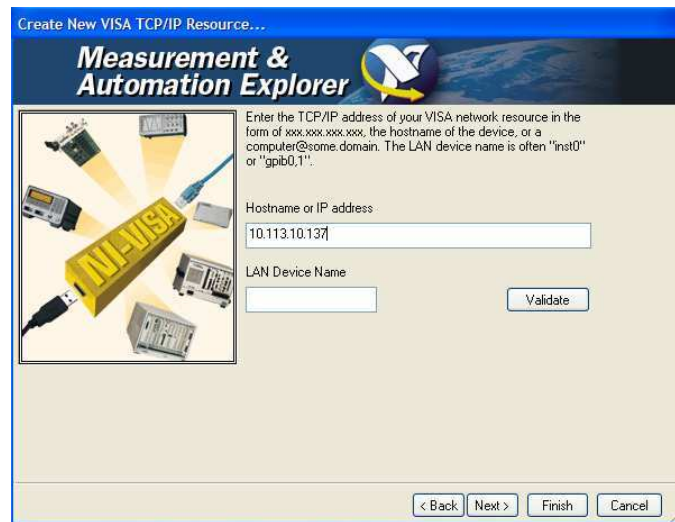 Create New VISA TCP/IP Resource...
Measurement &
Automation Explorer
Enter the TCP/IP address of your VISA network resource in the
form of xxx.xxx.xxx.xxx, the hostname of the device, or a
computer@some.domain. The LAN device name is often "inst0"
or "gpib0,1".
NI-VISA
Hostname or IP address
10.113.10.137
LAN Device Name
Validate
< Back
Next >
Finish
Cancel